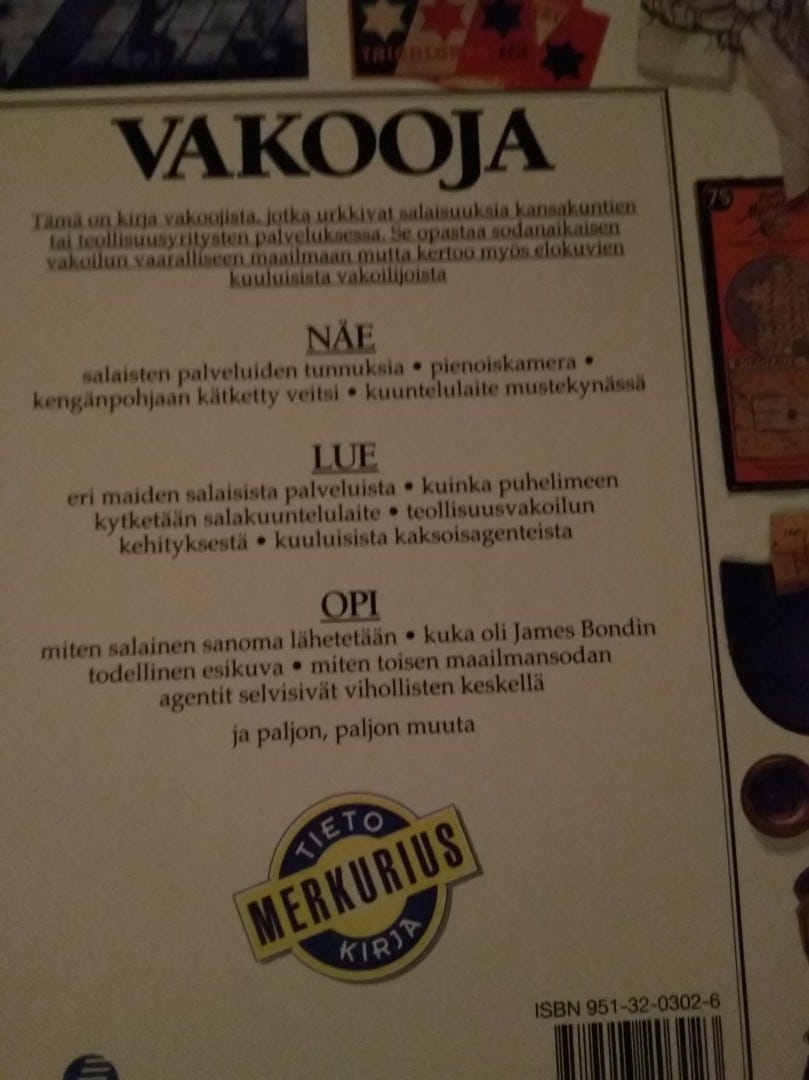 VAKOOJA
Tämä on kirja vakoojista, jotka urkkivat salaisuuksia kansakuntien
tai teollisuusyritysten palveluksessa. Se opastaa sodanaikaisen
vakoilun vaaralliseen maailmaan mutta kertoo myös elokuvien
kuuluisista vakoilijoista
NÄE
salaisten palveluiden tunnuksia • pienoiskamera •
kengänpohjaan kätketty veitsi • kuuntelulaite mustekynässä
LUE
eri maiden salaisista palveluista • kuinka puhelimeen
kytketään salakuuntelulaite • teollisuusvakoilun
kehityksestä • kuuluisista kaksoisagenteista
OPI
miten salainen sanoma lähetetään • kuka oli James Bondin
todellinen esikuva • miten toisen maailmansodan
agentit selvisivät vihollisten keskellä
ja paljon, paljon muuta
TIETO
MERKURIUS
KIRJA
ISBN 951-32-0302-6
75
BORDEAUX